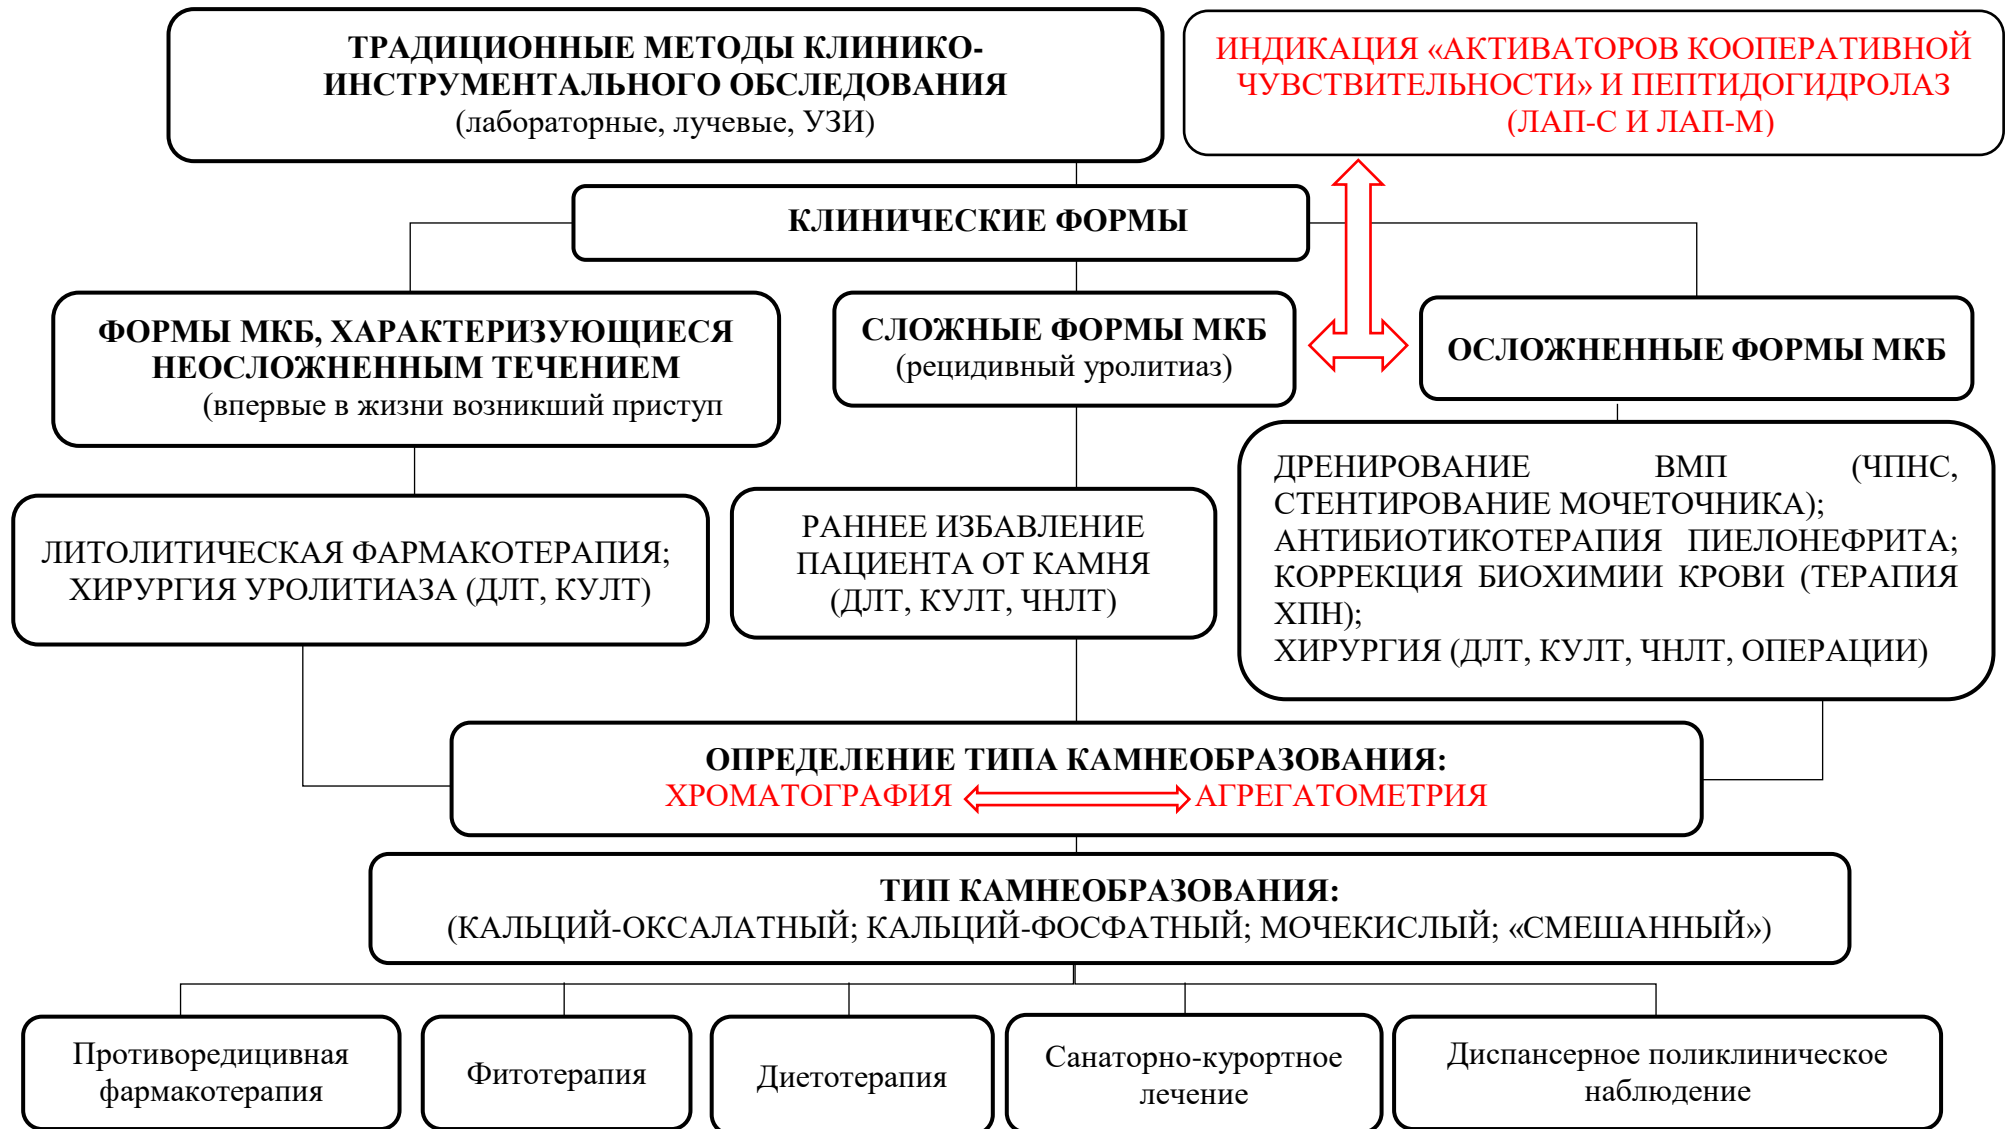 ТРАДИЦИОННЫЕ МЕТОДЫ КЛИНИКО-
ИНСТРУМЕНТАЛЬНОГО ОБСЛЕДОВАНИЯ
(лабораторные, лучевые, УЗИ)
ИНДИКАЦИЯ «АКТИВАТОРОВ КООПЕРАТИВНОЙ
ЧУВСТВИТЕЛЬНОСТИ» И ПЕПТИДОГИДРОЛАЗ
(ЛАП-С И ЛАП-М)
КЛИНИЧЕСКИЕ ФОРМЫ
ФОРМЫ МКБ, ХАРАКТЕРИЗУЮЩИЕСЯ
НЕОСЛОЖНЕННЫМ ТЕЧЕНИЕМ
(впервые в жизни возникший приступ
СЛОЖНЫЕ ФОРМЫ МКБ
(рецидивный уролитиаз)
ОСЛОЖНЕННЫЕ ФОРМЫ МКБ
ЛИТОЛИТИЧЕСКАЯ ФАРМАКОТЕРАПИЯ;
ХИРУРГИЯ УРОЛИТИАЗА (ДЛТ, КУЛТ)
РАННЕЕ ИЗБАВЛЕНИЕ
ПАЦИЕНТА ОТ КАМНЯ
(ДЛТ, КУЛТ, ЧНЛТ)
ДРЕНИРОВАНИЕ ВМП (ЧПНС,
СТЕНТИРОВАНИЕ МОЧЕТОЧНИКА);
АНТИБИОТИКОТЕРАПИЯ ПИЕЛОНЕФРИТА;
КОРРЕКЦИЯ БИОХИМИИ КРОВИ (ТЕРАПИЯ
ХПН);
ХИРУРГИЯ (ДЛТ, КУЛТ, ЧНЛТ, ОПЕРАЦИИ)
ОПРЕДЕЛЕНИЕ ТИПА КАМНЕОБРАЗОВАНИЯ:
ХРОМАТОГРАФИЯ АГРЕГАТОМЕТРИЯ
ТИП КАМНЕОБРАЗОВАНИЯ:
(КАЛЬЦИЙ-ОКСАЛАТНЫЙ; КАЛЬЦИЙ-ФОСФАТНЫЙ; МОЧЕКИСЛЫЙ; «СМЕШАННЫЙ»)
Противоредицивная
фармакотерапия
Фитотерапия
Диетотерапия
Санаторно-курортное
лечение
Диспансерное поликлиническое
наблюдение